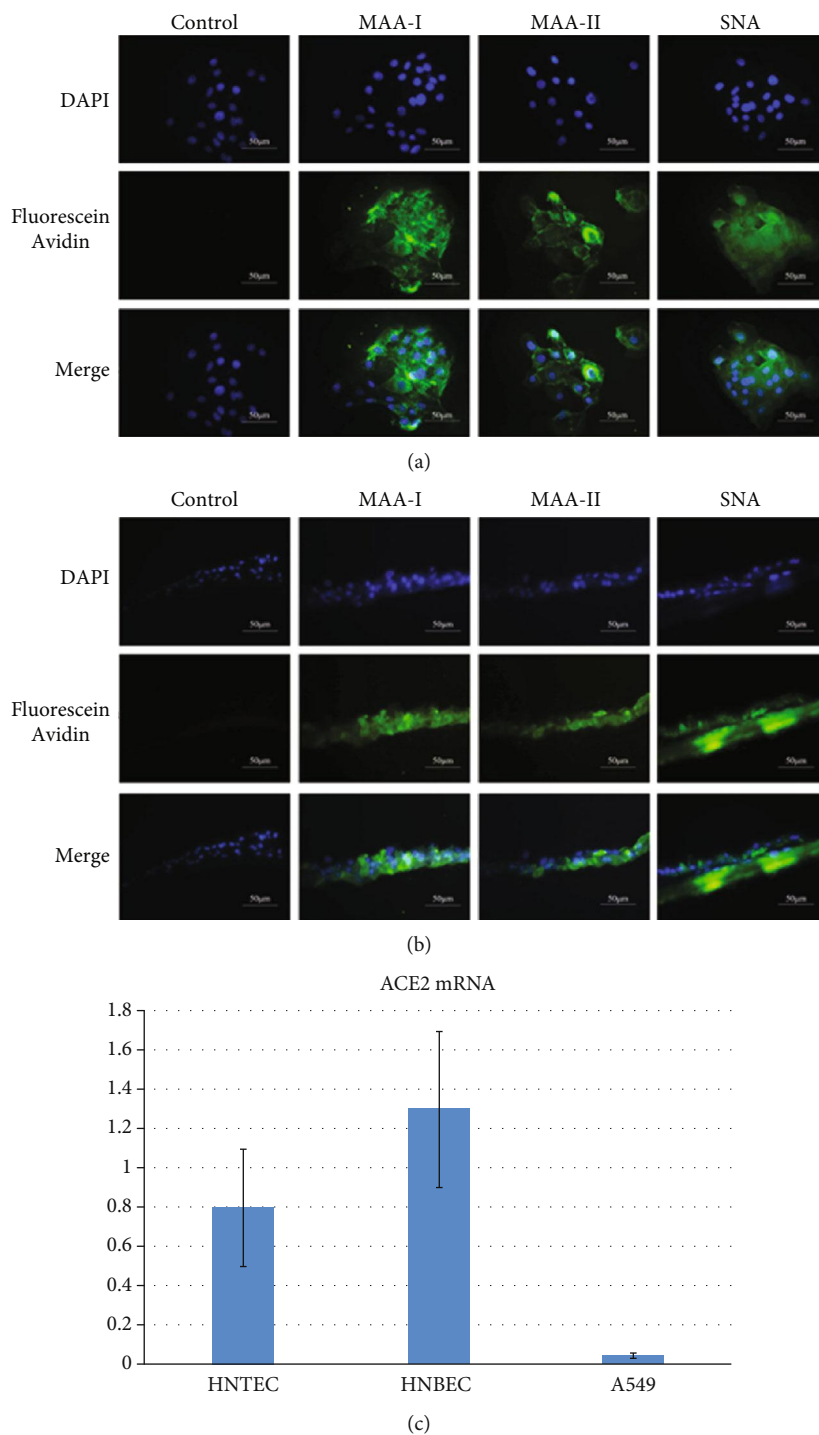 Control MAA-I MAA-II SNA
DAPI
50μm 50μm 50μm 50μm
Fluorescein
Avidin
50μm 50μm 50μm 50μm
Merge
50μm 50μm 50μm 50μm
(a)
Control MAA-I MAA-II SNA
DAPI
50μm 50μm 50μm 50μm
Fluorescein
Avidin
50μm 50μm 50μm 50μm
Merge
50μm 50μm 50μm 50μm
(b)
ACE2 mRNA
1.8
1.6
1.4
1.2
1
0.8
0.6
0.4
0.2
0
HNTEC HNBEC A549
(c)